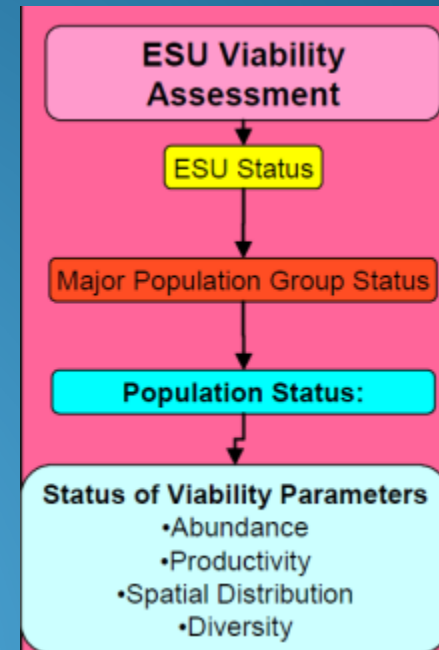 ESU Viability
Assessment
ESU Status
Major Population Group Status
Population Status:
Status of Viability Parameters
•Abundance
•Productivity
•Spatial Distribution
•Diversity